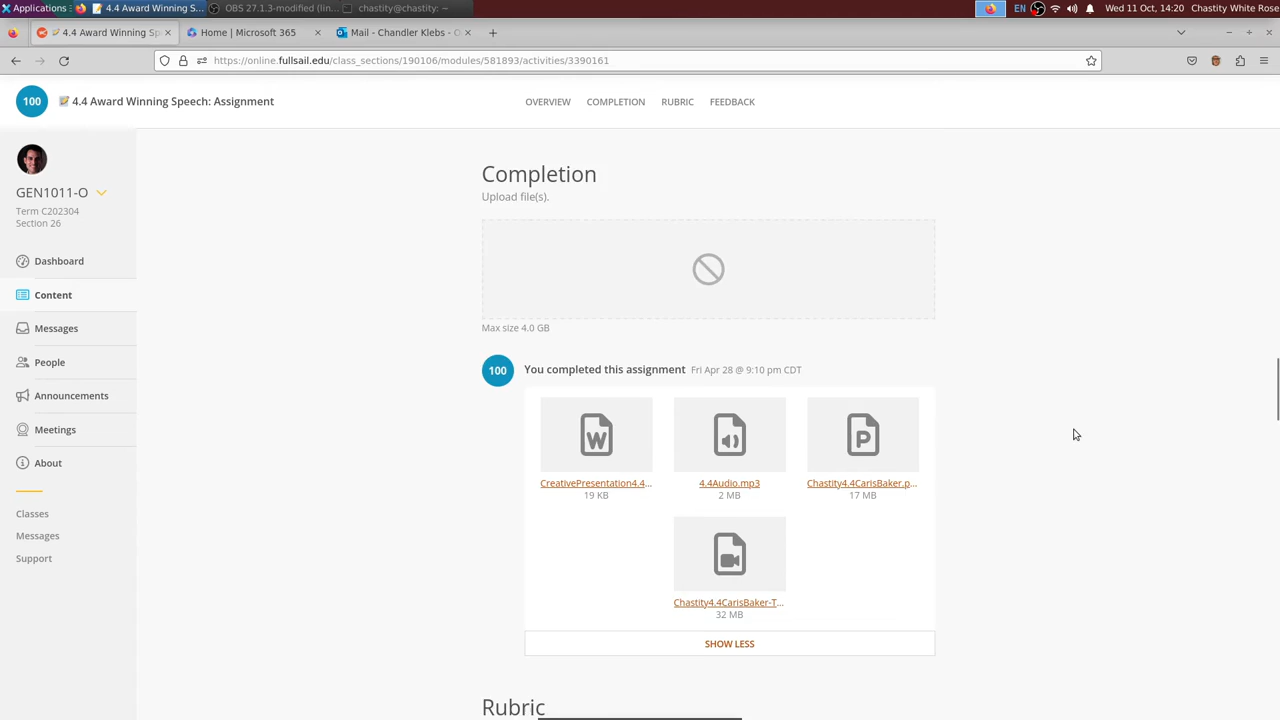 Applications
4.4 Award Winning S...
OBS 27.1.3-modified (lin...
chastity@chastity: ~
EN
Wed 11 Oct, 14:20
Chastity White Rose
4.4 Award Winning Sp
Home | Microsoft 365
Mail - Chandler Klebs - O
https://online.fullsail.edu/class_sections/190106/modules/581893/activities/3390161
100
4.4 Award Winning Speech: Assignment
OVERVIEW
COMPLETION
RUBRIC
FEEDBACK
GEN1011-O
Term C202304
Section 26
Dashboard
Content
Messages
People
Announcements
Meetings
About
Classes
Messages
Support
Completion
Upload file(s).
Max size 4.0 GB
100
You completed this assignment Fri Apr 28 @ 9:10 pm CDT
W
P
CreativePresentation4.4...
19 KB
4.4Audio.mp3
2 MB
Chastity4.4CarisBaker.p...
17 MB
Chastity4.4CarisBaker-T...
32 MB
SHOW LESS
Rubric